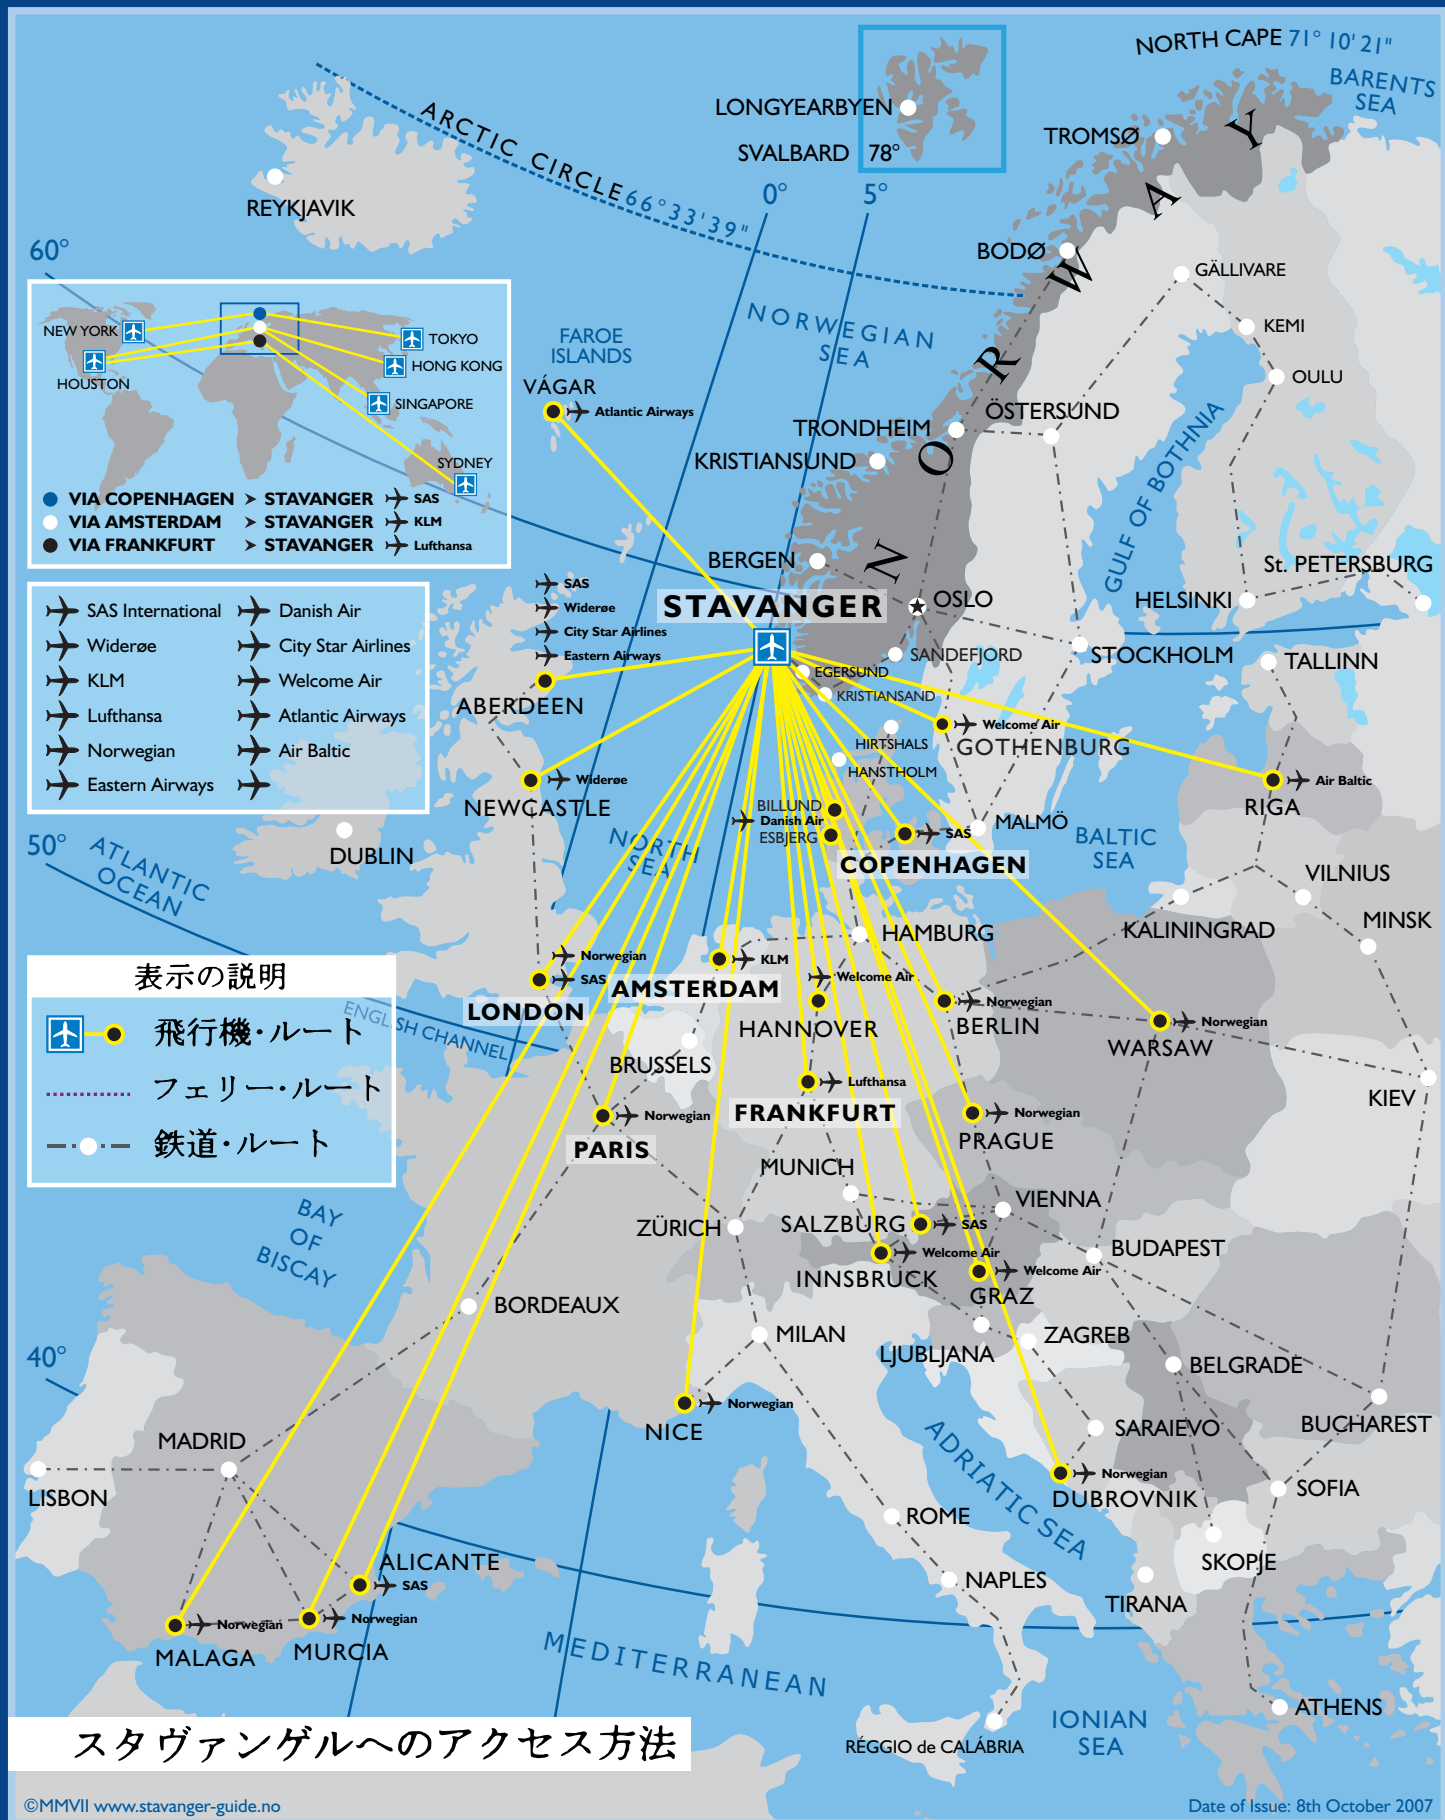 NORTH CAPE 71° 10' 21"
BARENTS
SEA
LONGYEARBYEN
SVALBARD 78°
TROMSØ
ARCTIC CIRCLE 66°33'39"
0°
5°
REYKJAVIK
60°
BODØ
GÄLLIVARE
NORWAY
NEW YORK
HOUSTON
TOKYO
HONG KONG
SINGAPORE
SYDNEY
VIA COPENHAGEN ➤ STAVANGER SAS
VIA AMSTERDAM ➤ STAVANGER KLM
VIA FRANKFURT ➤ STAVANGER Lufthansa
FAROE
ISLANDS
VÁGAR
Atlantic Airways
NORWEGIAN
SEA
KEMI
OULU
ÖSTERSUND
TRONDHEIM
KRISTIANSUND
GULF OF BOTHNIA
BERGEN
St. PETERSBURG
HELSINKI
STAVANGER
OSLO
SAS
Widerøe
City Star Airlines
Eastern Airways
ABERDEEN
SAS International
Widerøe
KLM
Lufthansa
Norwegian
Eastern Airways
Danish Air
City Star Airlines
Welcome Air
Atlantic Airways
Air Baltic
SANDEFJORD
EGERSUND
KRISTIANSAND
STOCKHOLM
TALLINN
Welcome Air
GOTHENBURG
HIRTSHALS
HANSTHOLM
Widerøe
NEWCASTLE
Air Baltic
RIGA
BILLUND
Danish Air
ESBJERG
SAS
COPENHAGEN
MALMÖ
BALTIC
SEA
NORTH
SEA
DUBLIN
50°
ATLANTIC
OCEAN
VILNIUS
MINSK
KALININGRAD
HAMBURG
表示の説明
飛行機・ルート
フェリー・ルート
鉄道・ルート
Norwegian
SAS
LONDON
KLM
AMSTERDAM
Welcome Air
HANNOVER
Norwegian
BERLIN
Norwegian
WARSAW
ENGLISH CHANNEL
BRUSSELS
KIEV
Lufthansa
FRANKFURT
Norwegian
PARIS
Norwegian
PRAGUE
MUNICH
VIENNA
BAY
OF
BISCAY
ZÜRICH
SALZBURG
SAS
Welcome Air
INNSBRUCK
Welcome Air
GRAZ
BUDAPEST
BORDEAUX
MILAN
LJUBLJANA
ZAGREB
BELGRADE
40°
Norwegian
NICE
BUCHAREST
SARAIEVO
MADRID
LISBON
ADRIATIC SEA
Norwegian
DUBROVNIK
SOFIA
ROME
SKOPJE
ALICANTE
SAS
NAPLES
TIRANA
Norwegian
MALAGA
Norwegian
MURCIA
MEDITERRANEAN
ATHENS
IONIAN
SEA
RÉGGIO de CALÁBRIA
スタヴァンゲルへのアクセス方法
©MMVII www.stavanger-guide.no
Date of Issue: 8th October 2007